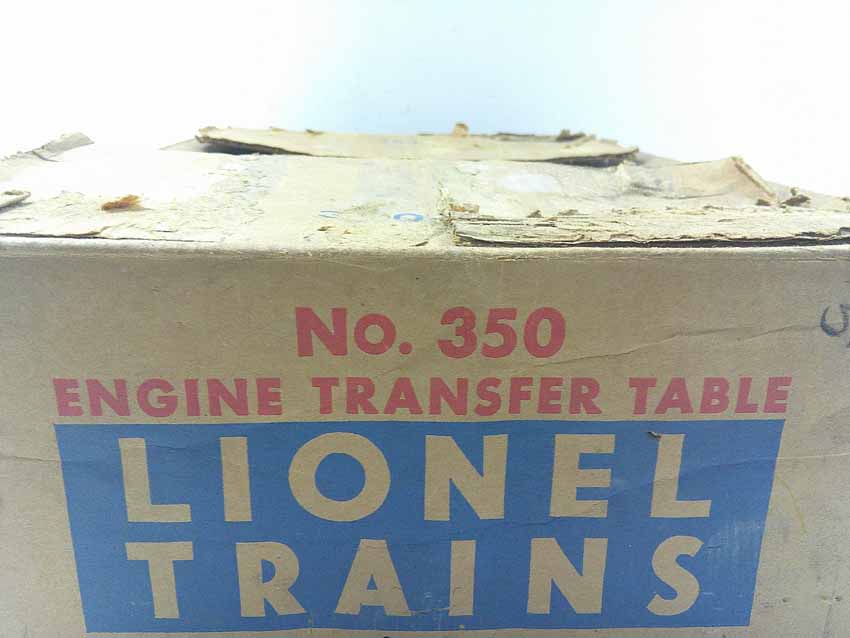 No. 350
ENGINE TRANSFER TABLE
LIONEL
TRAINS